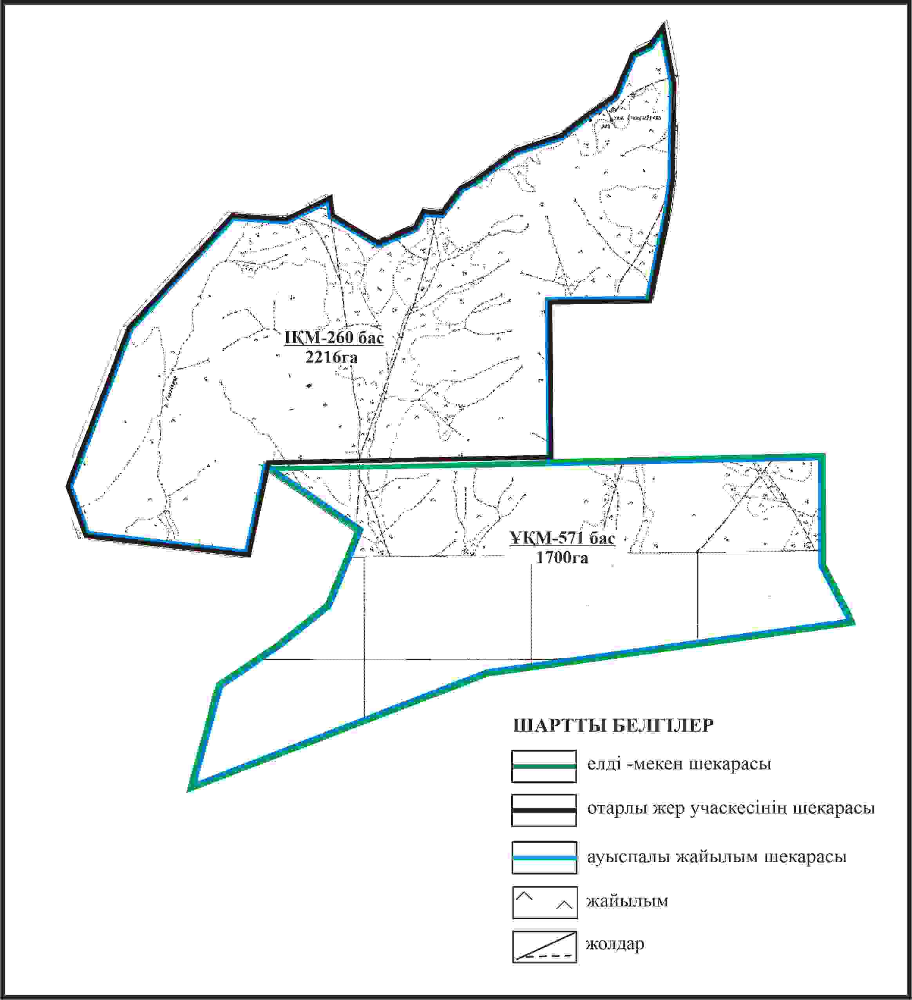 ІҚМ-260 бас
2216га
ҰҚМ-571 бас
1700га
ШАРТТЫ БЕЛГІЛЕР
елді -мекен шекарасы
отарлы жер учаскесінің шекарасы
ауыспалы жайылым шекарасы
жайылым
жолдар